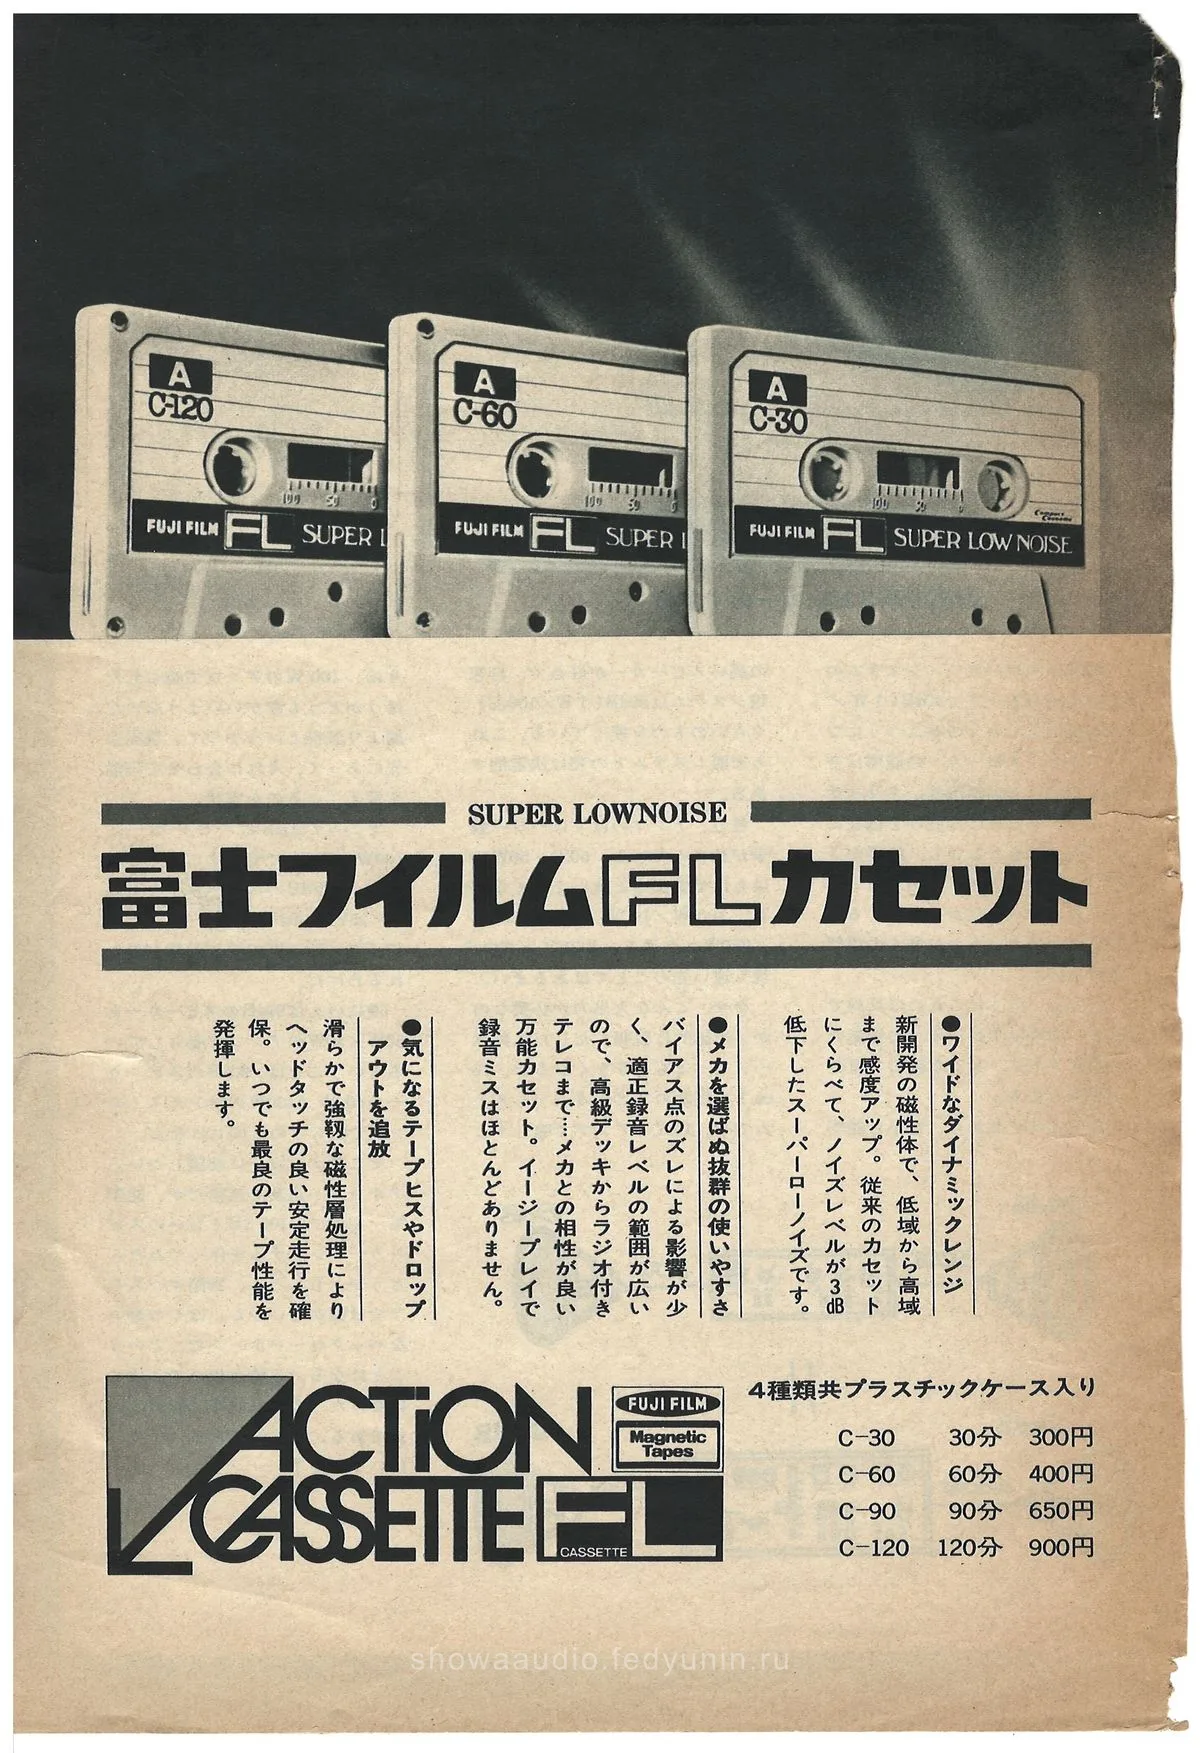 A
C-120
FUJI FILM FL SUPER L
100 50 0
A
C-60
FUJI FILM FL SUPER l
100 50 0
A
C-30
100 50 0
Compact Cassette
FUJI FILM FL SUPER LOW NOISE
SUPER LOWNOISE
富士フイルムFLカセット
●ワイドなダイナミックレンジ
新開発の磁性体で、低域から高域
まで感度アップ。従来のカセット
にくらべて、ノイズレベルが3dB
低下したスーパーローノイズです。
●メカを選ばぬ抜群の使いやすさ
バイアス点のズレによる影響が少
く、適正録音レベルの範囲が広い
ので、高級デッキからラジオ付き
テレコまで…メカとの相性が良い
万能カセット。イージープレイで
録音ミスはほとんどありません。
●気になるテープヒスやドロップ
アウトを追放
滑らかで強靱な磁性層処理により
ヘッドタッチの良い安定走行を確
保。いつでも最良のテープ性能を
発揮します。
ACTiON
CASSETTE FL
CASSETTE
FUJI FILM
Magnetic
Tapes
4種類共プラスチックケース入り
C-30 30分 300円
C-60 60分 400円
C-90 90分 650円
C-120 120分 900円
showaaudio.fedyunin.ru